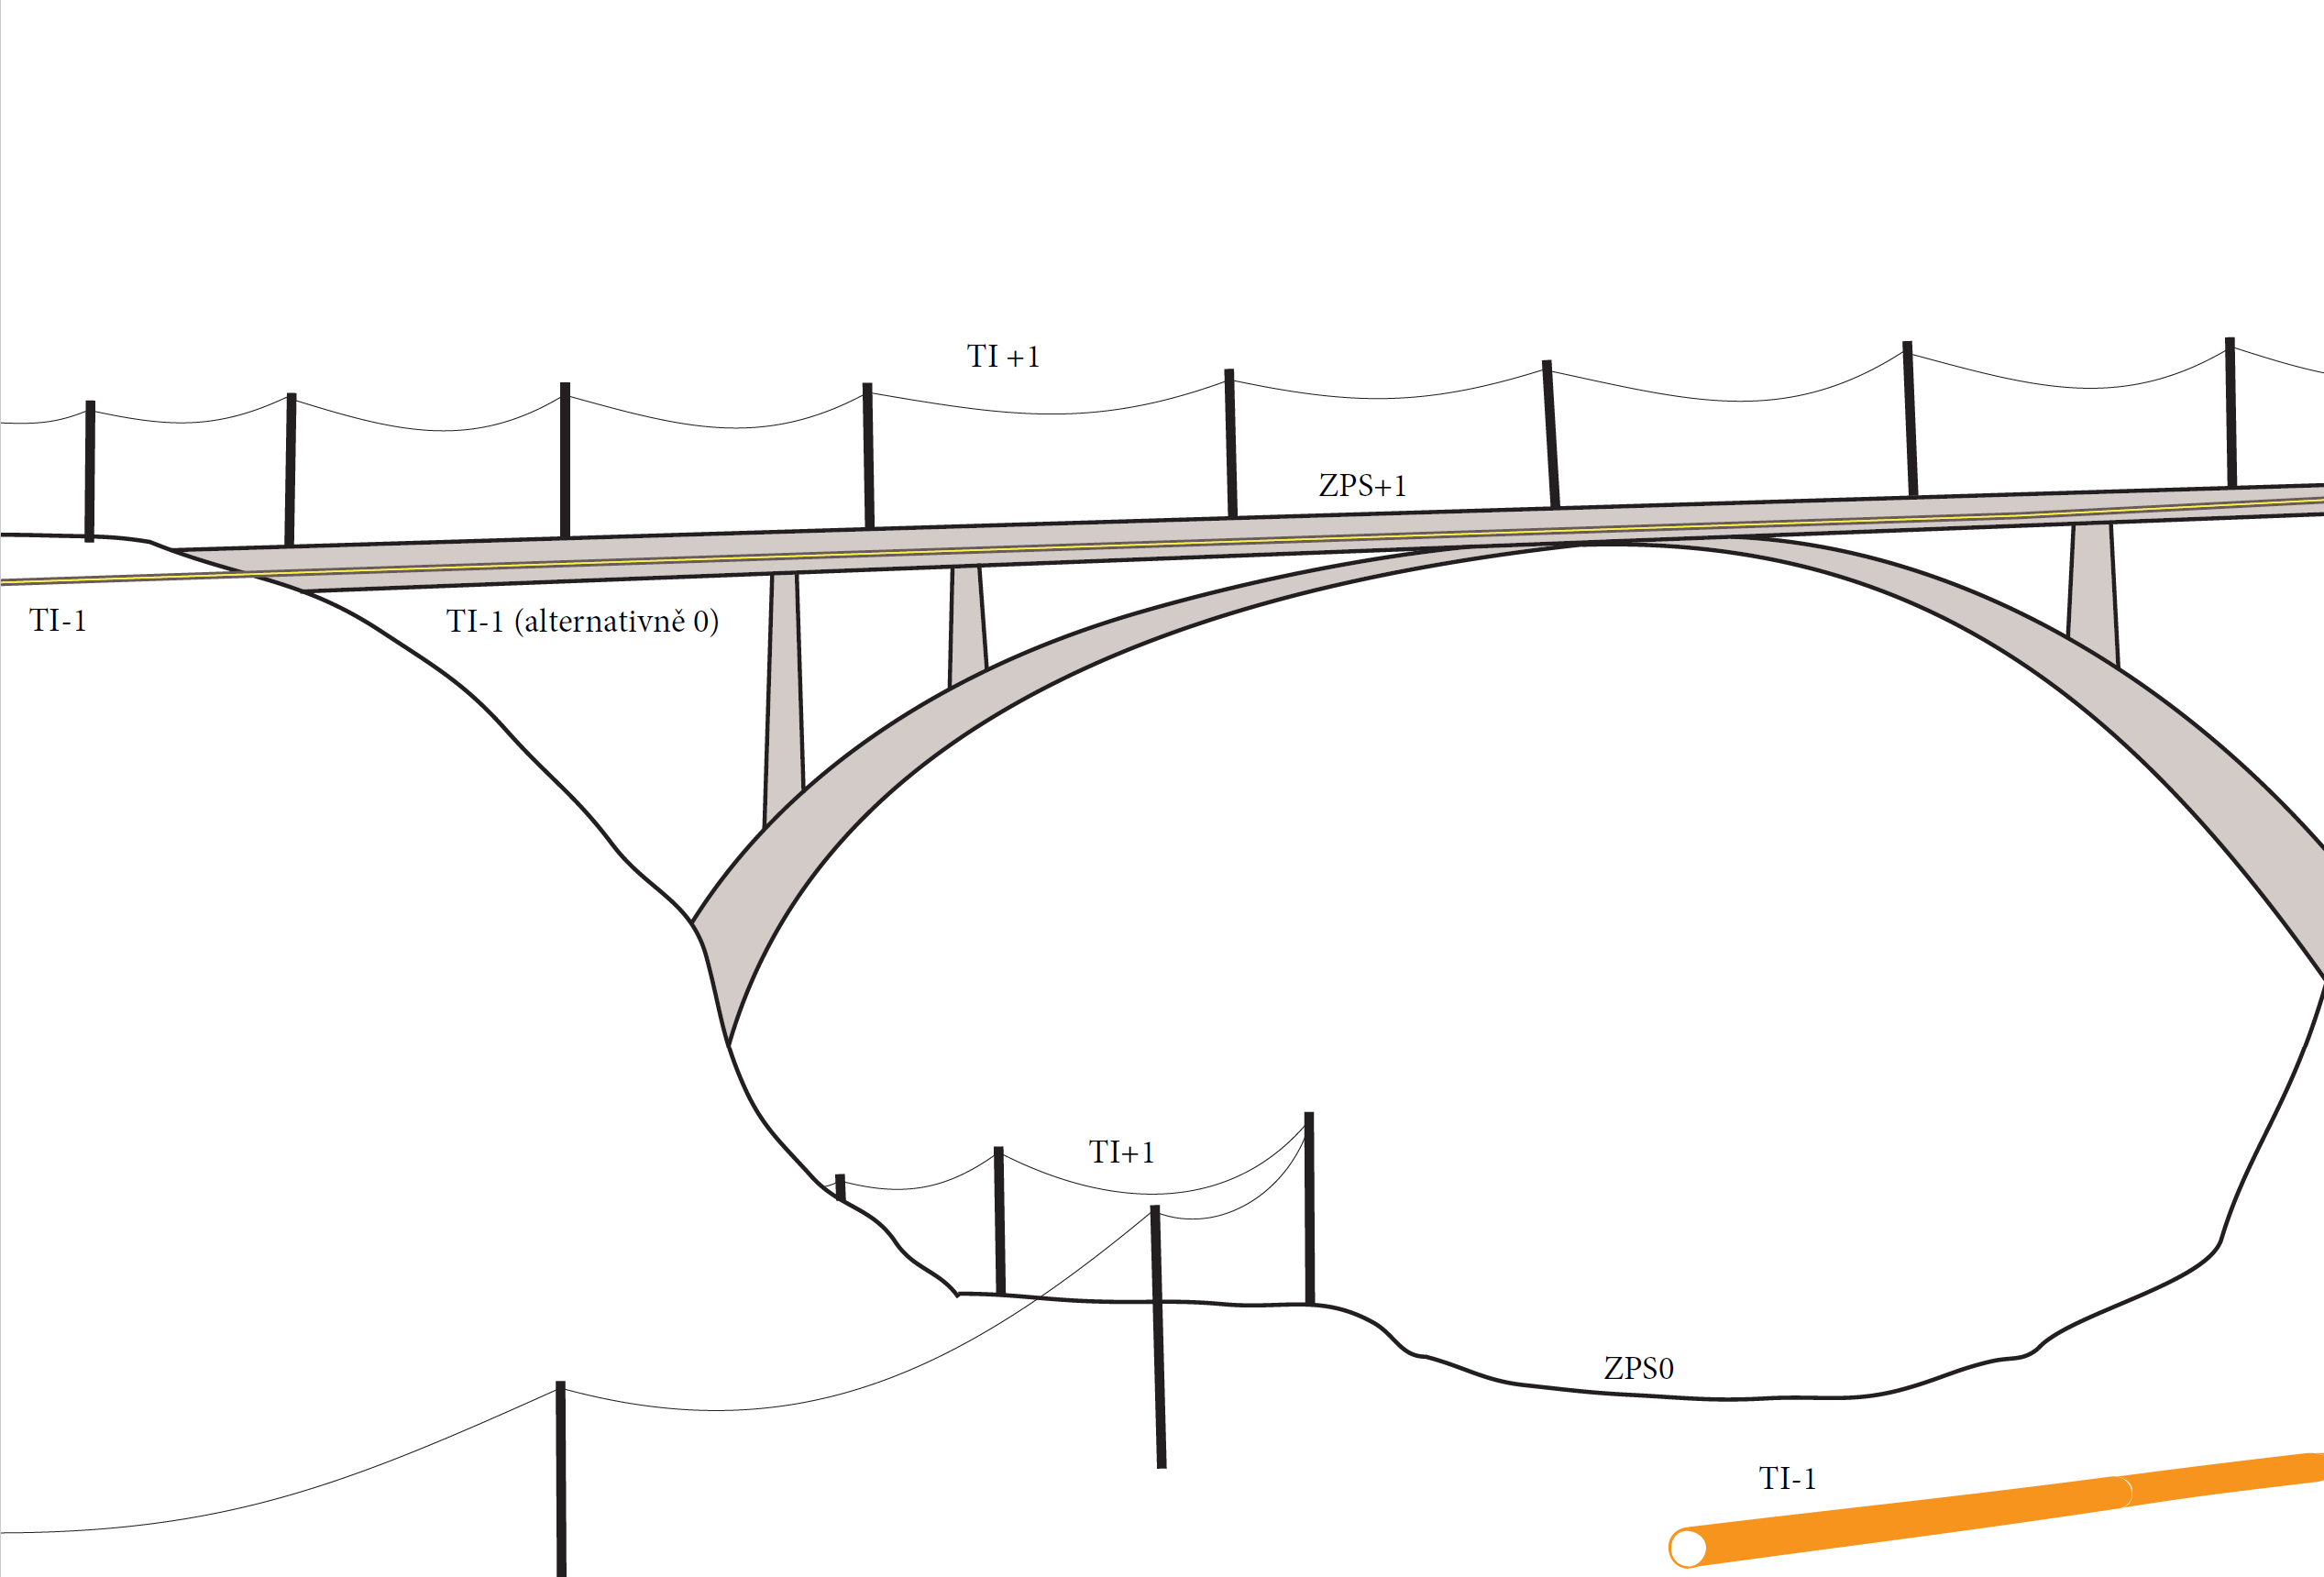 TI +1
ZPS+1
TI-1
TI-1 (alternativně 0)
TI+1
ZPS0
TI-1